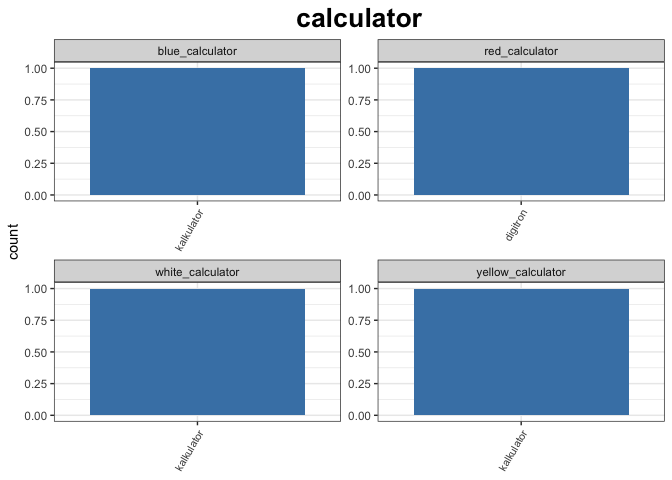 calculator
blue_calculator
red_calculator
1.00
0.75
0.50
0.25
0.00
1.00
0.75
0.50
0.25
0.00
kalkulator
digitron
count
white_calculator
yellow_calculator
1.00
0.75
0.50
0.25
0.00
1.00
0.75
0.50
0.25
0.00
kalkulator
kalkulator